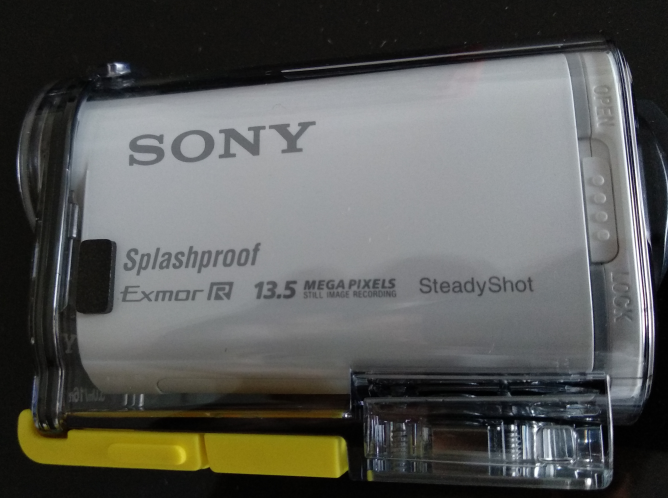 SONY
OPEN
Splashproof
Exmor R 13.5 MEGA PIXELS SteadyShot
STILL IMAGE RECORDING
LOCK